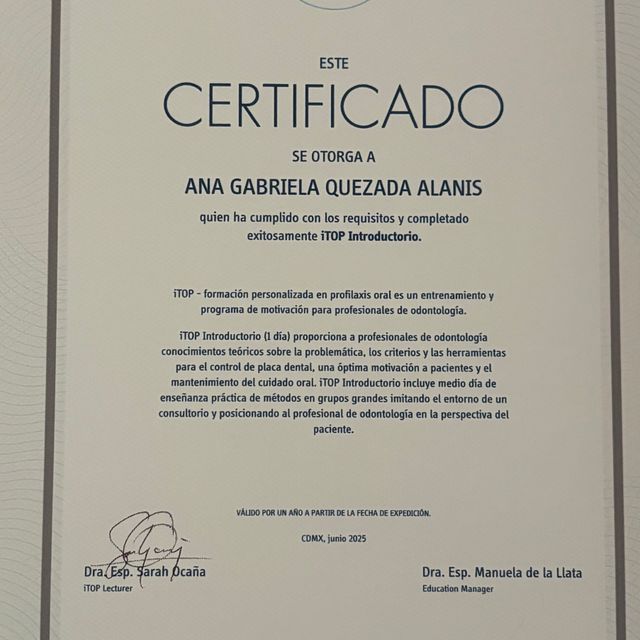 ESTE
CERTIFICADO
SE OTORGA A
ANA GABRIELA QUEZADA ALANIS
quien ha cumplido con los requisitos y completado
exitosamente iTOP Introductorio.
iTOP - formación personalizada en profilaxis oral es un entrenamiento y
programa de motivación para profesionales de odontología.
iTOP Introductorio (1 día) proporciona a profesionales de odontología
conocimientos teóricos sobre la problemática, los criterios y las herramientas
para el control de placa dental, una óptima motivación a pacientes y el
mantenimiento del cuidado oral. iTOP Introductorio incluye medio día de
enseñanza práctica de métodos en grupos grandes imitando el entorno de un
consultorio y posicionando al profesional de odontología en la perspectiva del
paciente.
VÁLIDO POR UN AÑO A PARTIR DE LA FECHA DE EXPEDICIÓN.
CDMX, junio 2025
Dra. Esp. Sarah Ocaña
iTOP Lecturer
Dra. Esp. Manuela de la Llata
Education Manager